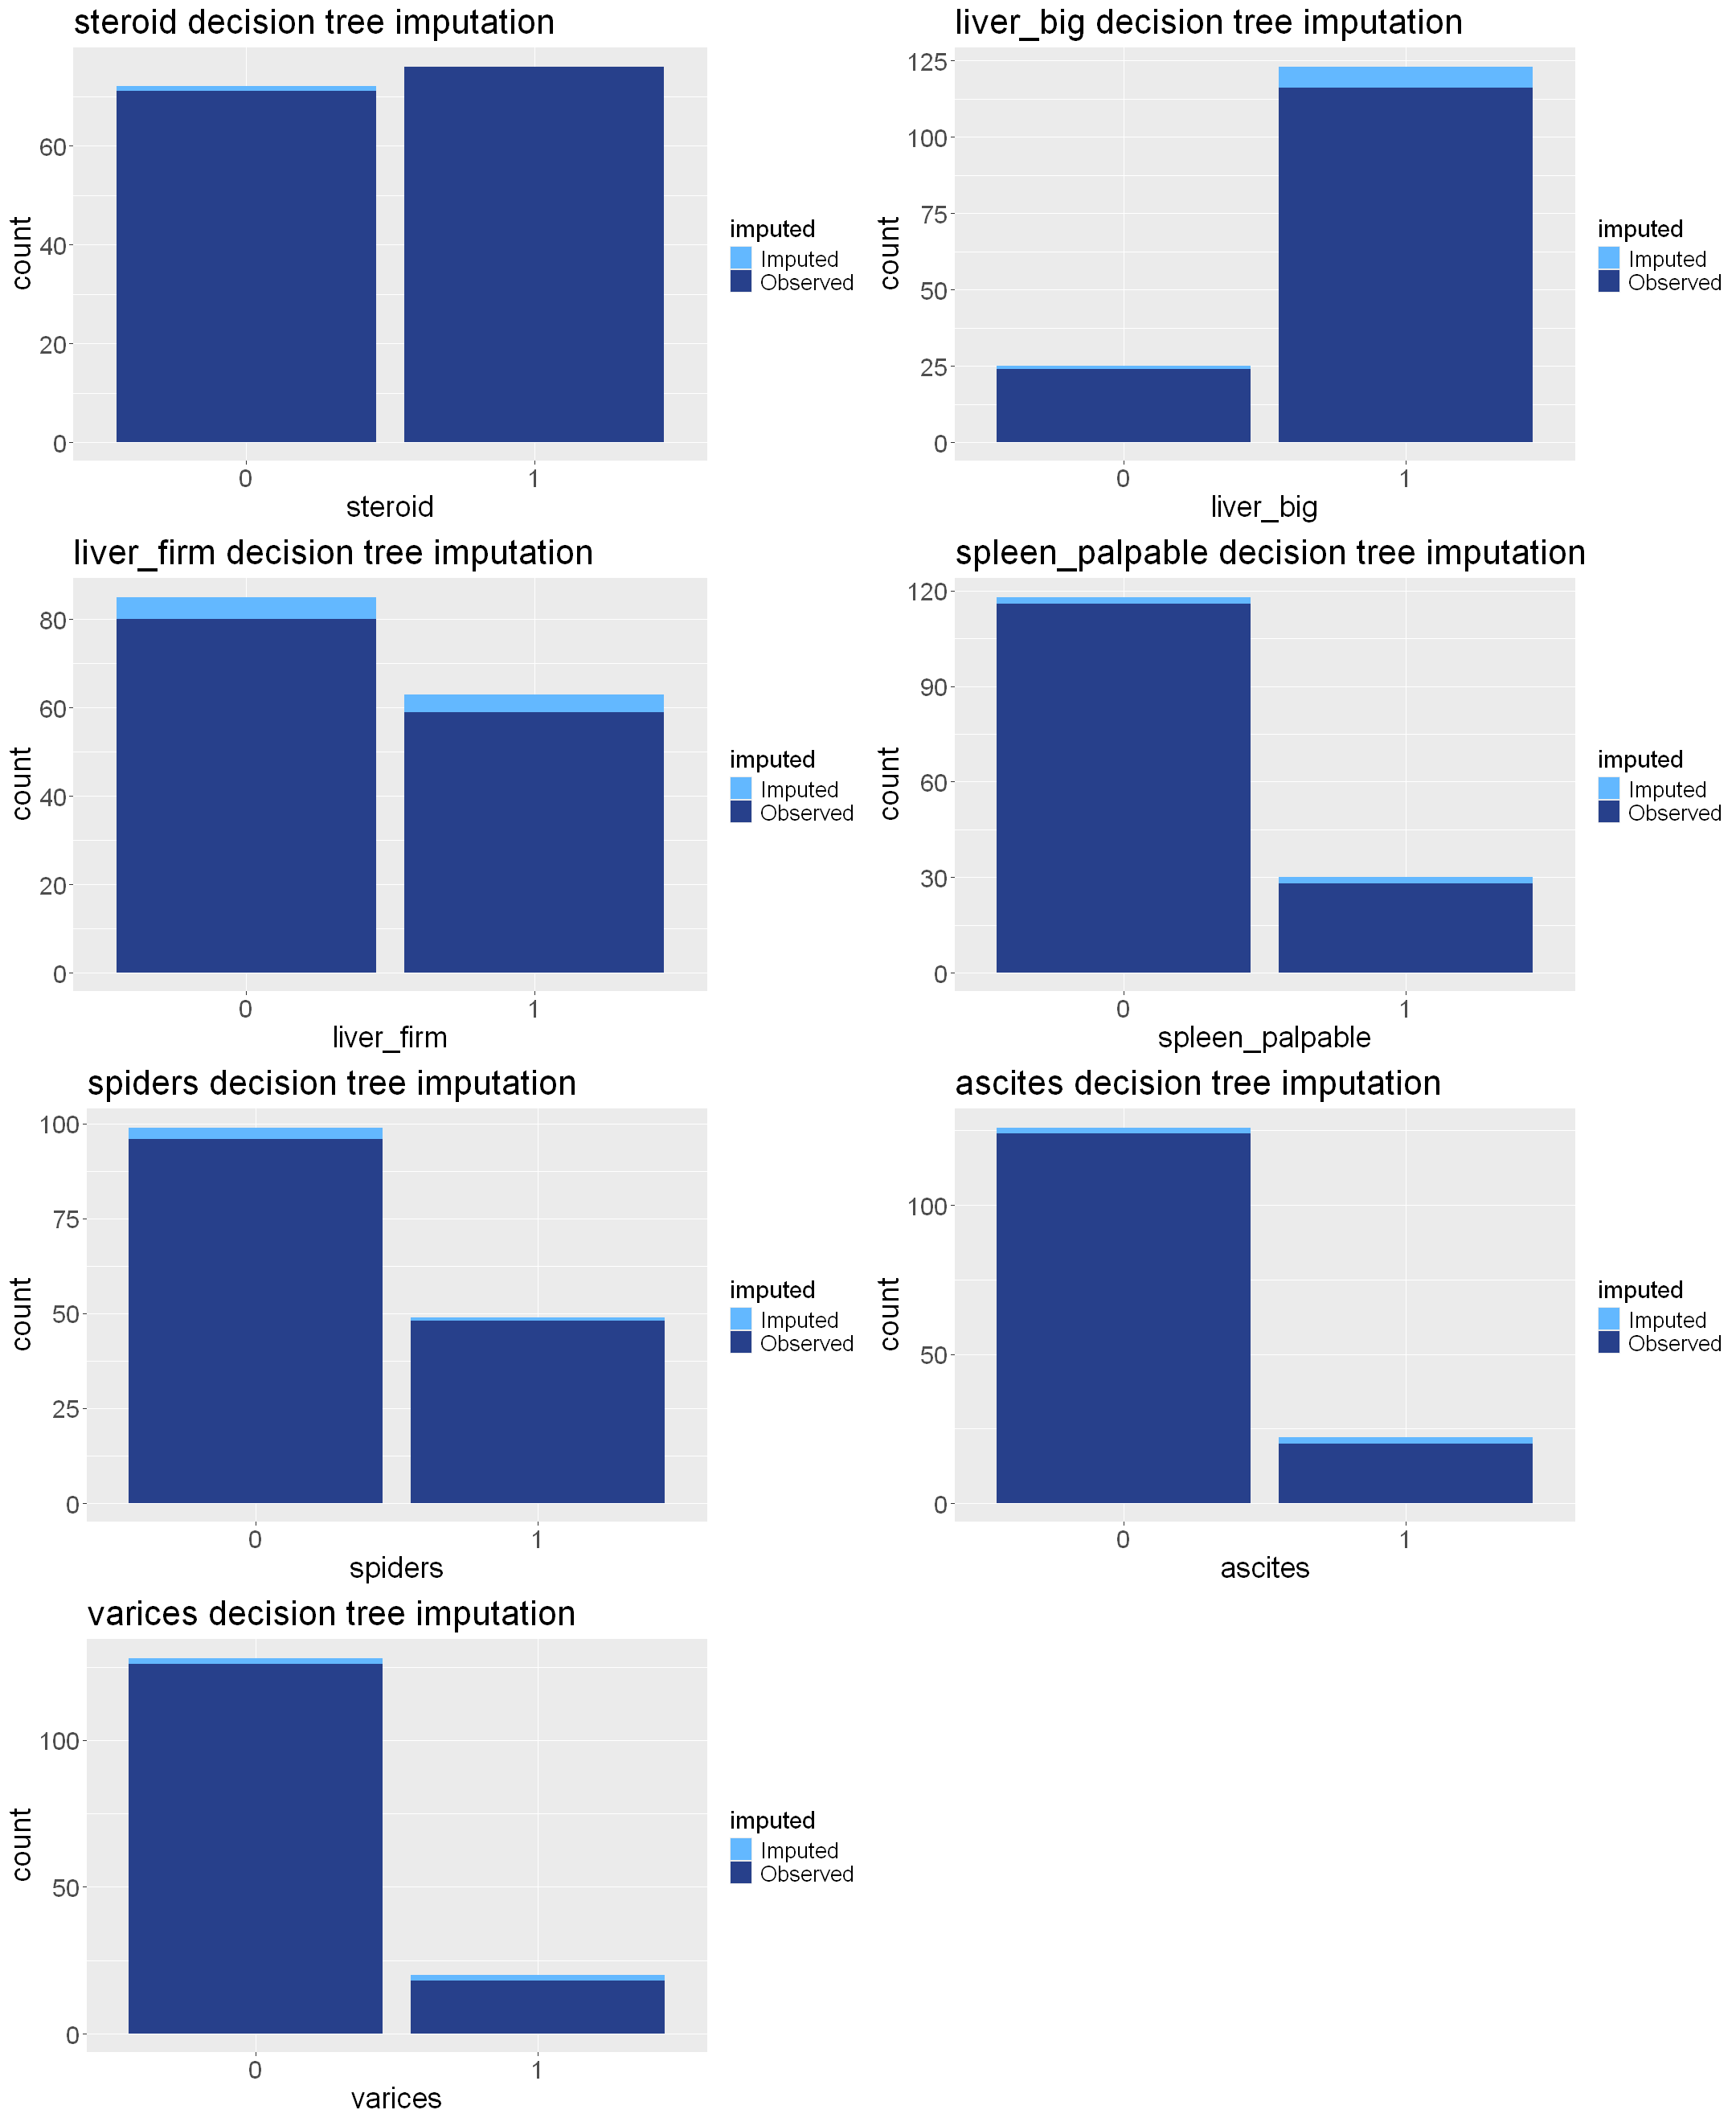 steroid decision tree imputation
count
60
40
20
0
0 1
steroid
imputed
Imputed
Observed
liver_big decision tree imputation
count
125
100
75
50
25
0
0 1
liver_big
imputed
Imputed
Observed
liver_firm decision tree imputation
count
80
60
40
20
0
0 1
liver_firm
imputed
Imputed
Observed
spleen_palpable decision tree imputation
count
120
90
60
30
0
0 1
spleen_palpable
imputed
Imputed
Observed
spiders decision tree imputation
count
100
75
50
25
0
0 1
spiders
imputed
Imputed
Observed
ascites decision tree imputation
count
100
50
0
0 1
ascites
imputed
Imputed
Observed
varices decision tree imputation
count
100
50
0
0 1
varices
imputed
Imputed
Observed